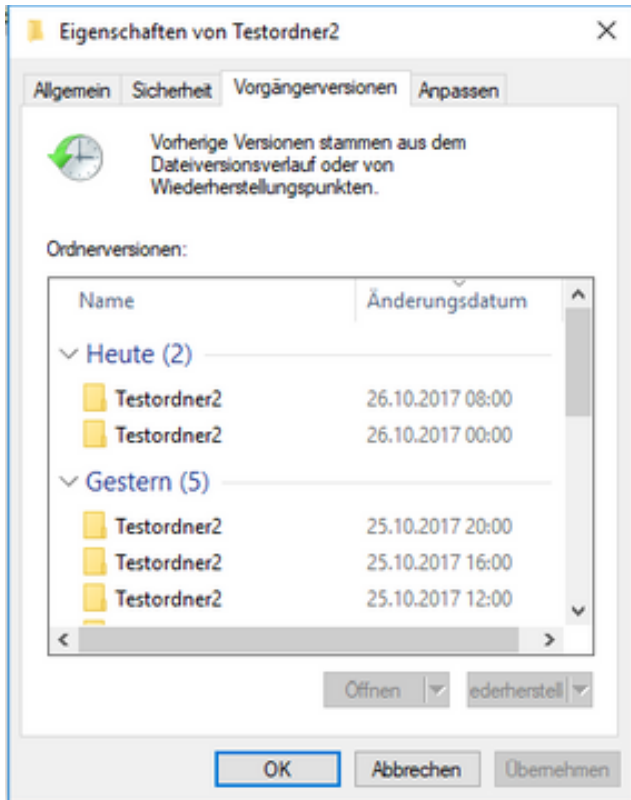 Eigenschaften von Testordner2
Allgemein Sicherheit Vorgängerversionen Anpassen
Vorherige Versionen stammen aus dem
Dateiversionsverlauf oder von
Wiederherstellungspunkten.
Ordnerversionen:
Name Änderungsdatum
Heute (2)
Testordner2 26.10.2017 08:00
Testordner2 26.10.2017 00:00
Gestern (5)
Testordner2 25.10.2017 20:00
Testordner2 25.10.2017 16:00
Testordner2 25.10.2017 12:00
Öffnen ederherstell
OK Abbrechen Übernehmen